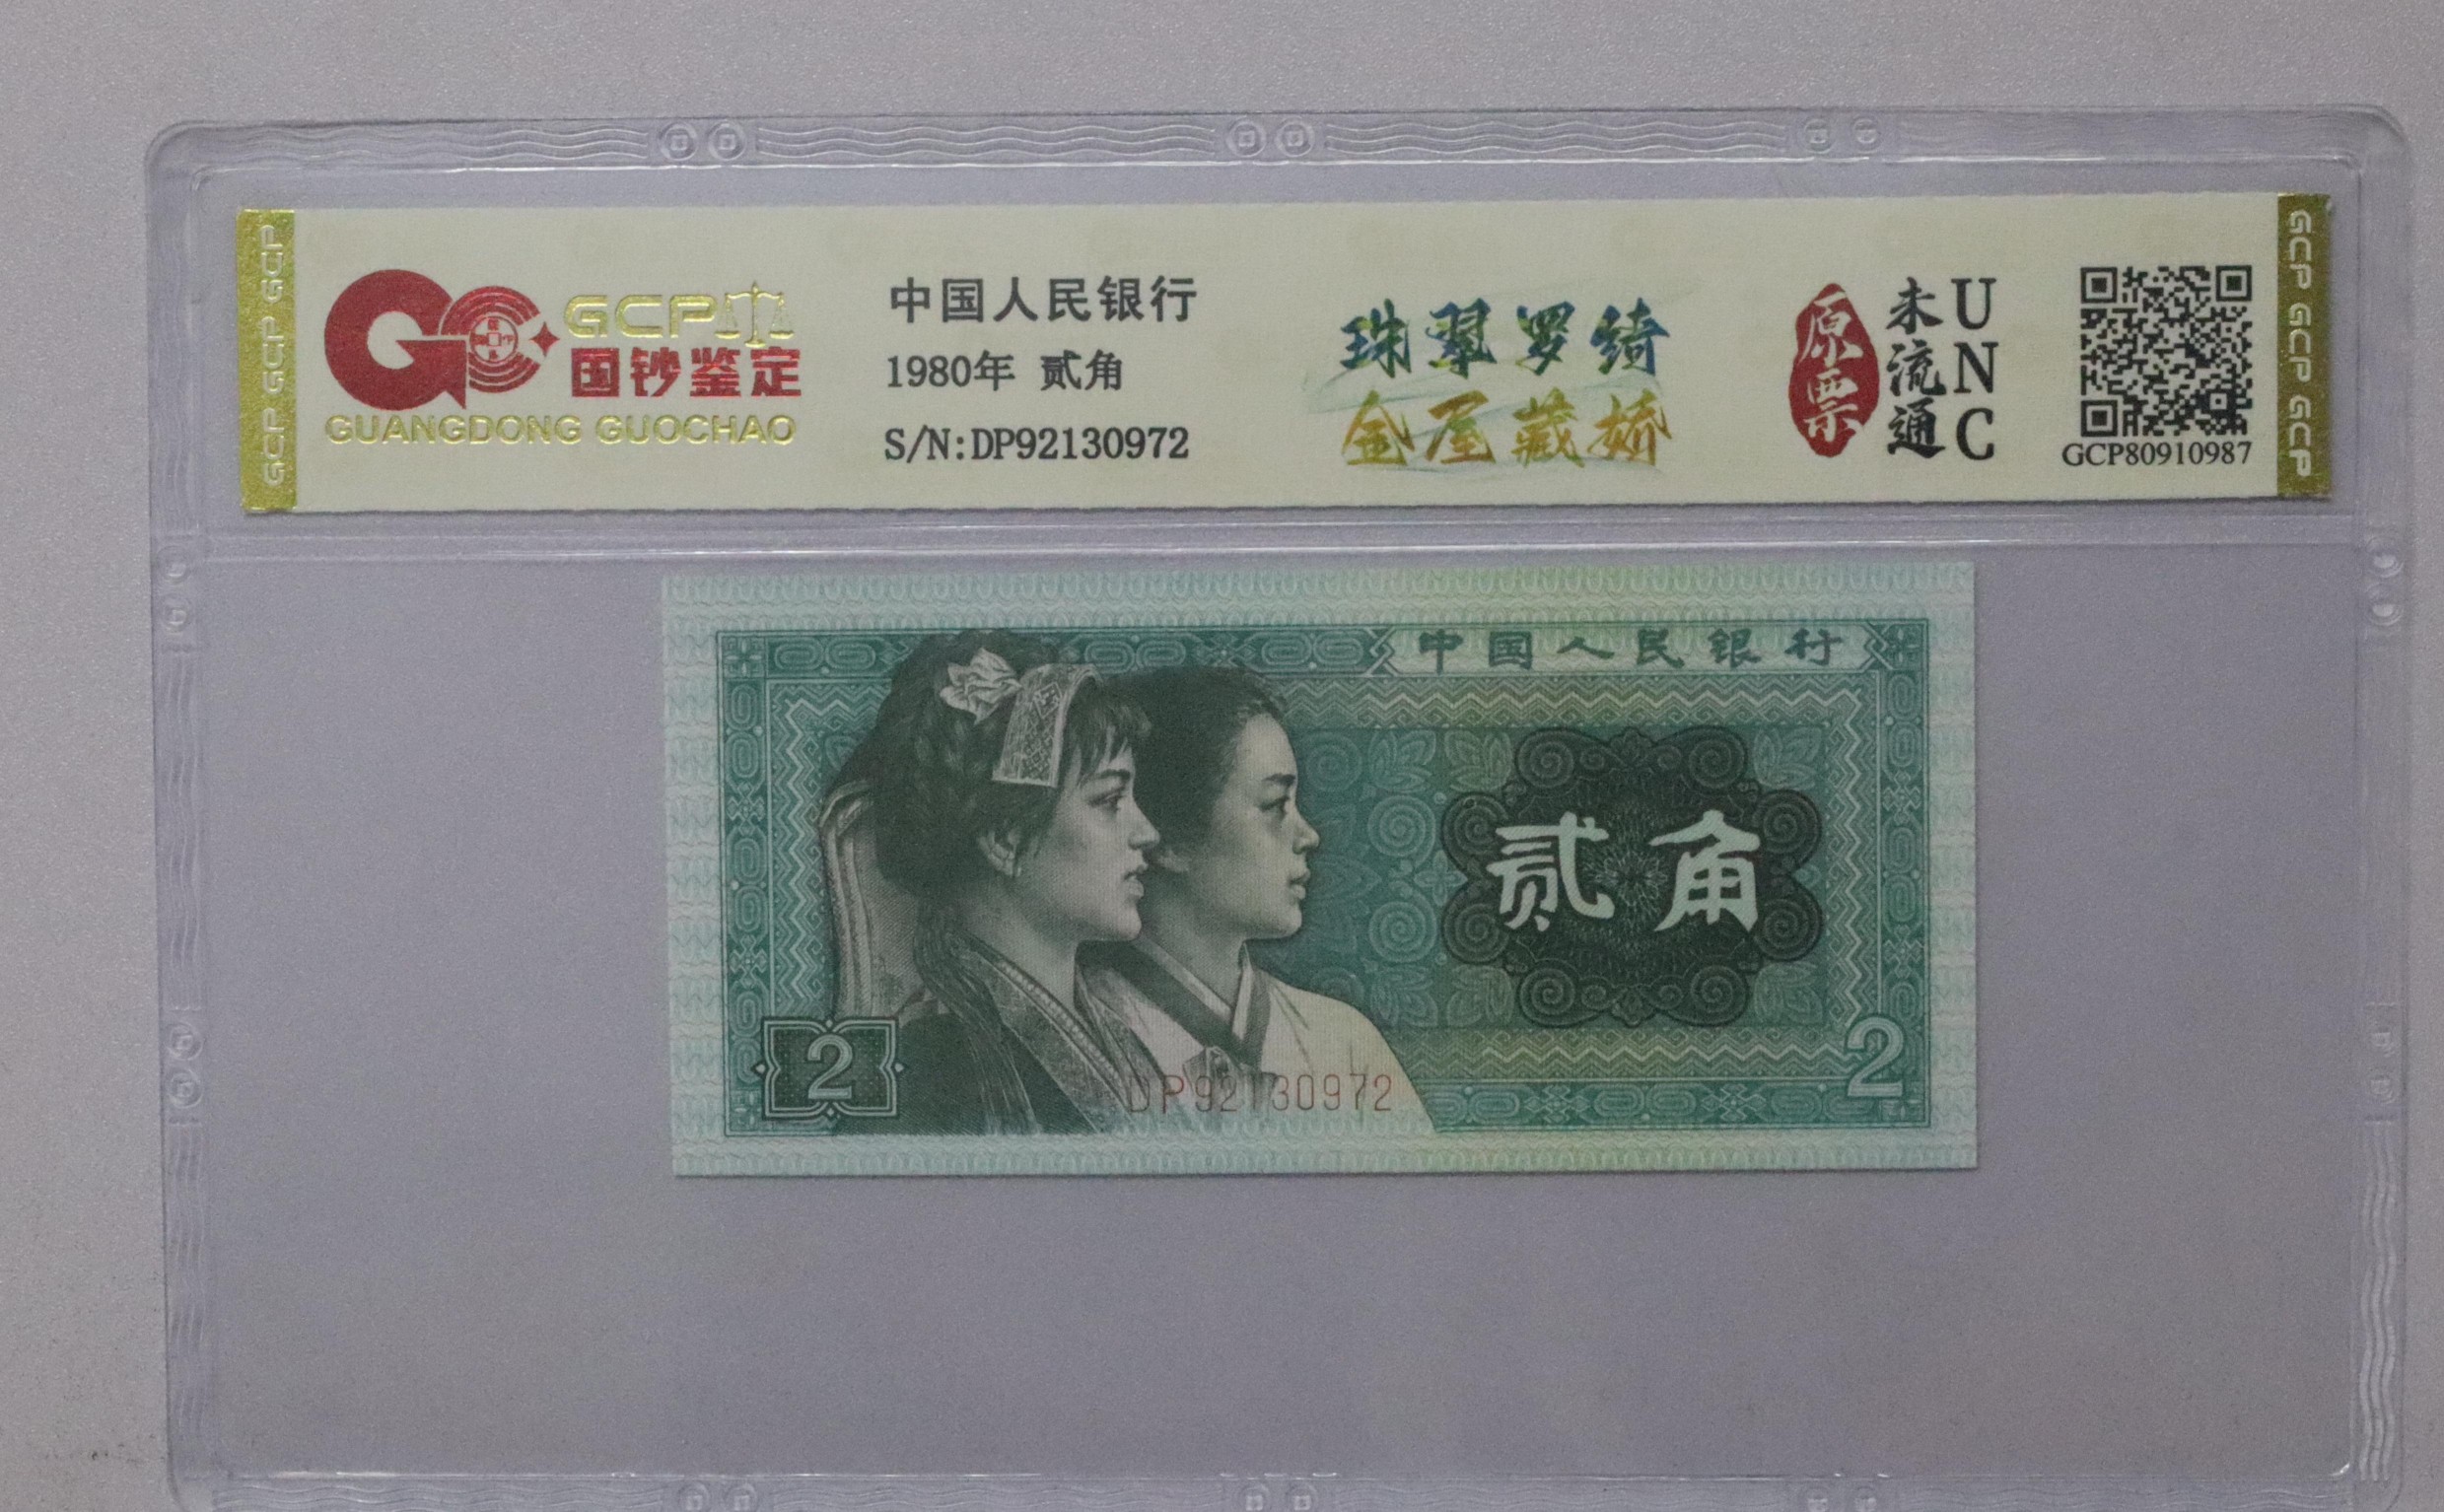 GCP GCP GCP
GCP
国钞鉴定
GUANGDONG GUOCHAO
中国人民银行
1980年 贰角
S/N:DP92130972
珠翠罗绮
金屋藏娇
原票
未流通
UNC
GCP80910987
GCP GCP GCP GCP
中国人民银行
贰角
2
DP92130972
2